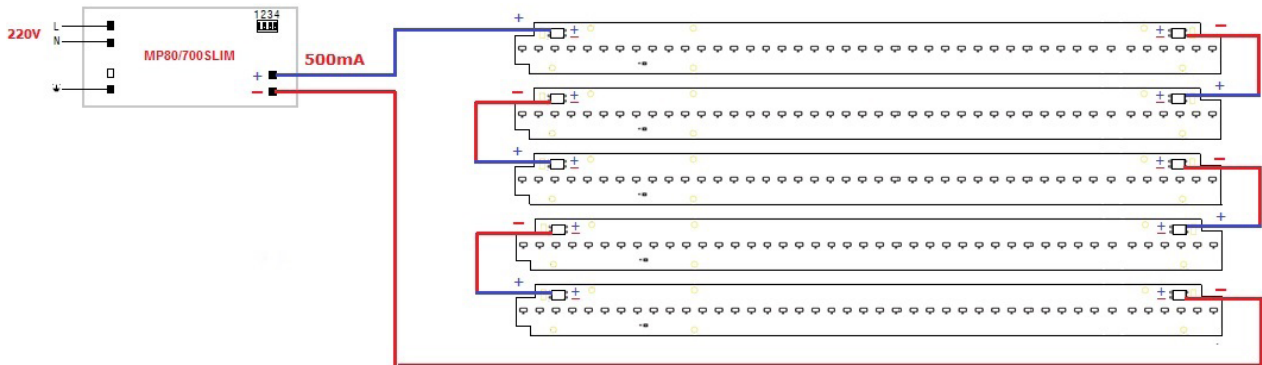 1234
L
220V
N
MP80/700SLIM
500mA
+
−
+ + − + − −
− + − + − +
+ + − + − −
− + − + − +
+ + − + − −